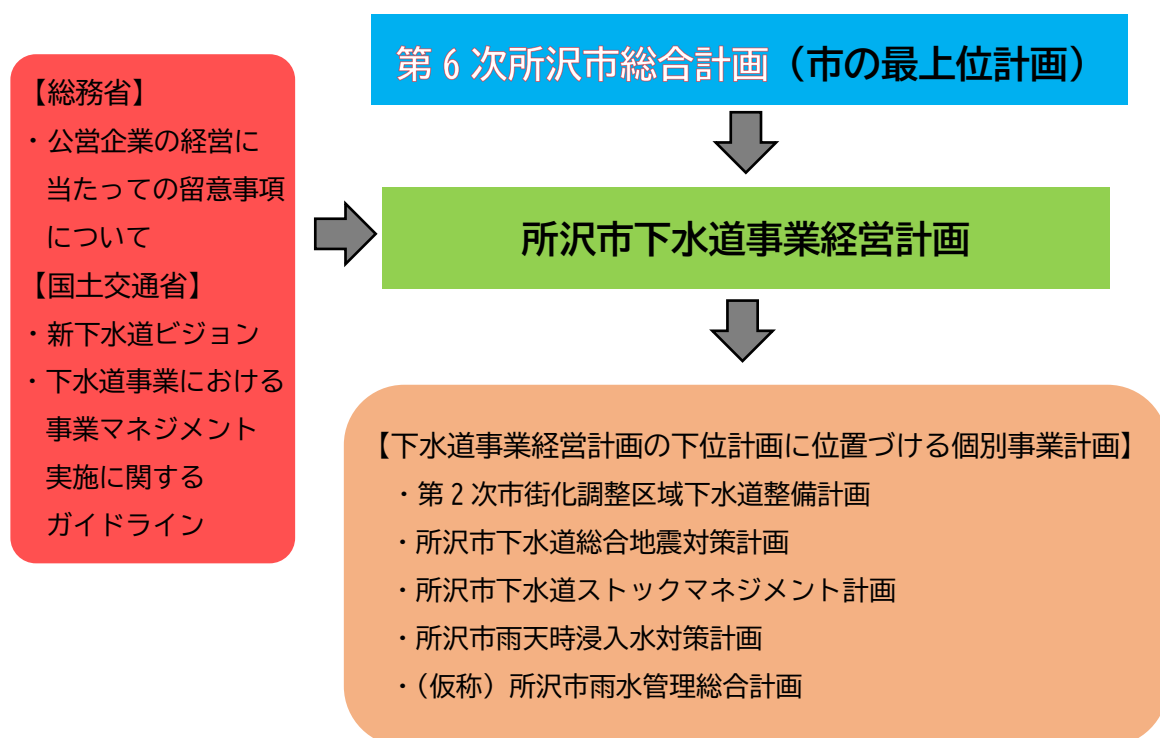 第6次所沢市総合計画（市の最上位計画）
【総務省】
・公営企業の経営に
当たっての留意事項
について
【国土交通省】
・新下水道ビジョン
・下水道事業における
事業マネジメント
実施に関する
ガイドライン
所沢市下水道事業経営計画
【下水道事業経営計画の下位計画に位置づける個別事業計画】
・第2次市街化調整区域下水道整備計画
・所沢市下水道総合地震対策計画
・所沢市下水道ストックマネジメント計画
・所沢市雨天時浸入水対策計画
・（仮称）所沢市雨水管理総合計画